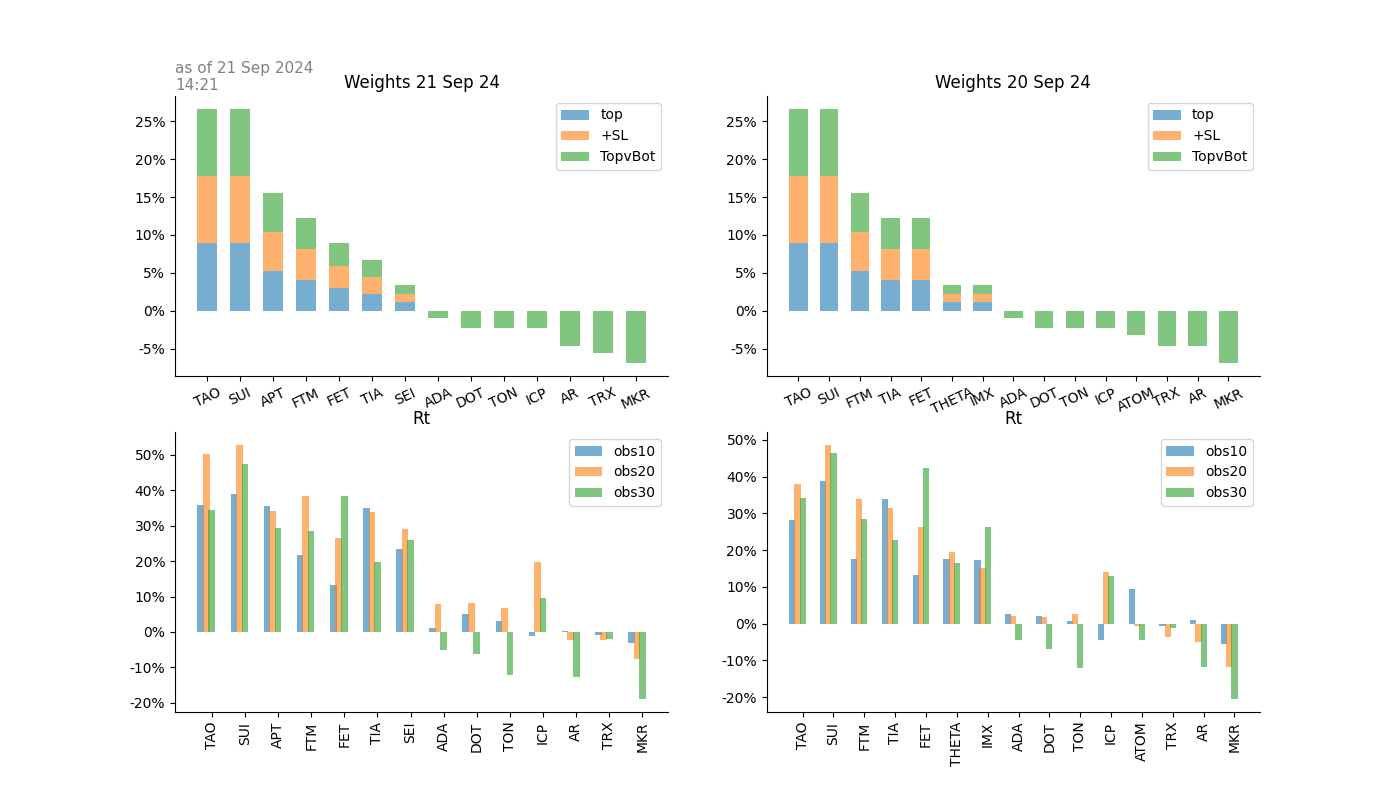 as of 21 Sep 2024
14:21
Weights 21 Sep 24
25%
20%
15%
10%
5%
0%
-5%
top
+SL
TopvBot
TAO SUI APT FTM FET TIA SEI ADA DOT TON ICP AR TRX MKR
Weights 20 Sep 24
25%
20%
15%
10%
5%
0%
-5%
top
+SL
TopvBot
TAO SUI FTM TIA FET THETA IMX ADA DOT TON ICP ATOM TRX AR MKR
Rt
50%
40%
30%
20%
10%
0%
-10%
-20%
obs10
obs20
obs30
TAO SUI APT FTM FET TIA SEI ADA DOT TON ICP AR TRX MKR
Rt
50%
40%
30%
20%
10%
0%
-10%
-20%
obs10
obs20
obs30
TAO SUI FTM TIA FET THETA IMX ADA DOT TON ICP ATOM TRX AR MKR